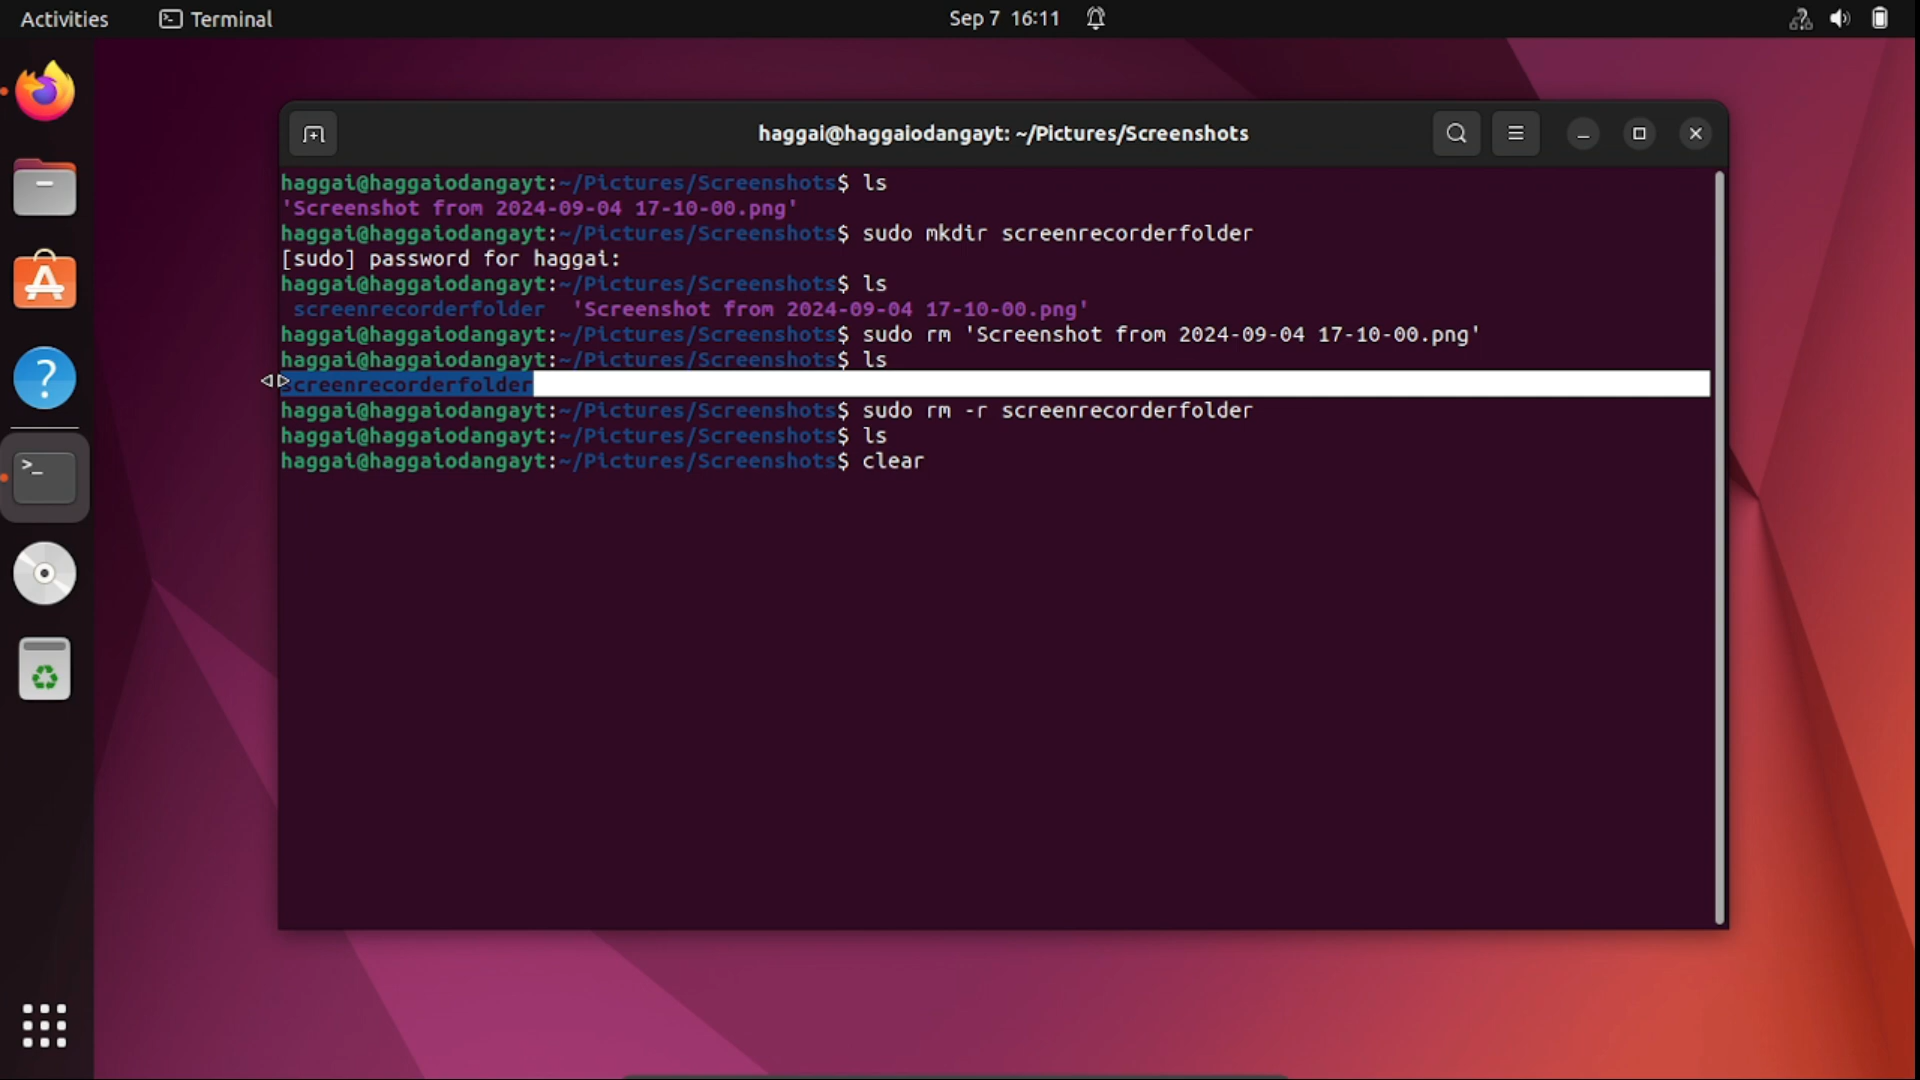 Activities Terminal Sep 7 16:11
haggai@haggaiodangayt: ~/Pictures/Screenshots
haggai@haggaiodangayt:~/Pictures/Screenshots$ ls
'Screenshot from 2024-09-04 17-10-00.png'
haggai@haggaiodangayt:~/Pictures/Screenshots$ sudo mkdir screenrecorderfolder
[sudo] password for haggai:
haggai@haggaiodangayt:~/Pictures/Screenshots$ ls
screenrecorderfolder  'Screenshot from 2024-09-04 17-10-00.png'
haggai@haggaiodangayt:~/Pictures/Screenshots$ sudo rm 'Screenshot from 2024-09-04 17-10-00.png'
haggai@haggaiodangayt:~/Pictures/Screenshots$ ls
screenrecorderfolder
haggai@haggaiodangayt:~/Pictures/Screenshots$ sudo rm -r screenrecorderfolder
haggai@haggaiodangayt:~/Pictures/Screenshots$ ls
haggai@haggaiodangayt:~/Pictures/Screenshots$ clear